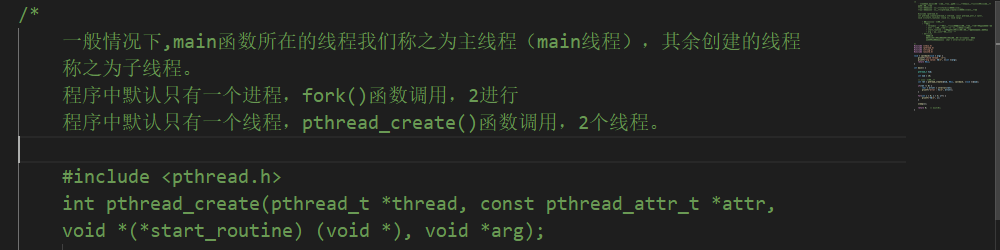 /*
一般情况下,main函数所在的线程我们称之为主线程（main线程），其余创建的线程
称之为子线程。
程序中默认只有一个进程，fork()函数调用，2进行
程序中默认只有一个线程，pthread_create()函数调用，2个线程。
#include <pthread.h>
int pthread_create(pthread_t *thread, const pthread_attr_t *attr,
void *(*start_routine) (void *), void *arg);